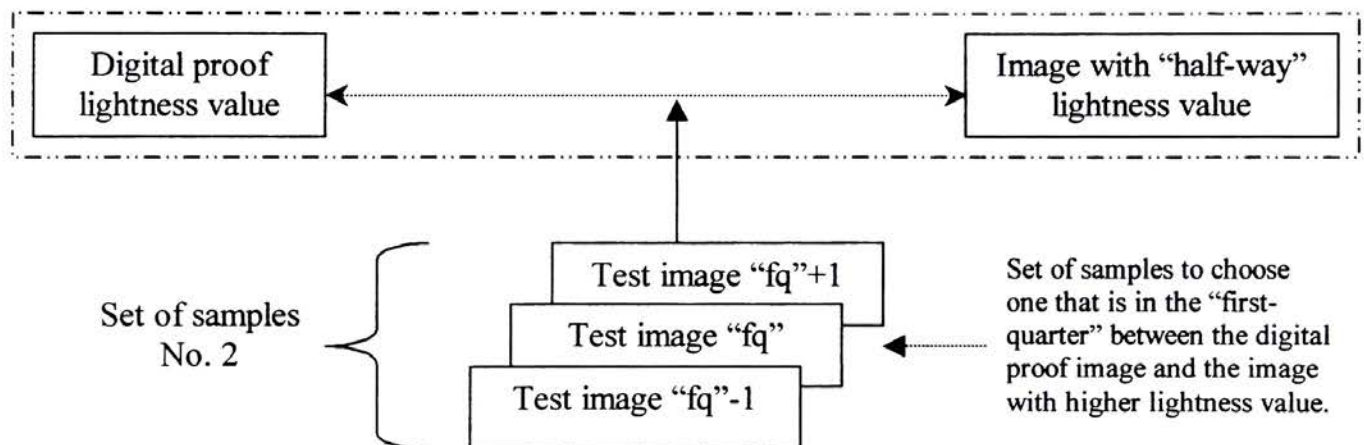 Digital proof
lightness value
Image with “half-way”
lightness value
Test image “fq”+1
Test image “fq”
Test image “fq”-1
Set of samples
No. 2
Set of samples to choose
one that is in the “first-
quarter” between the digital
proof image and the image
with higher lightness value.